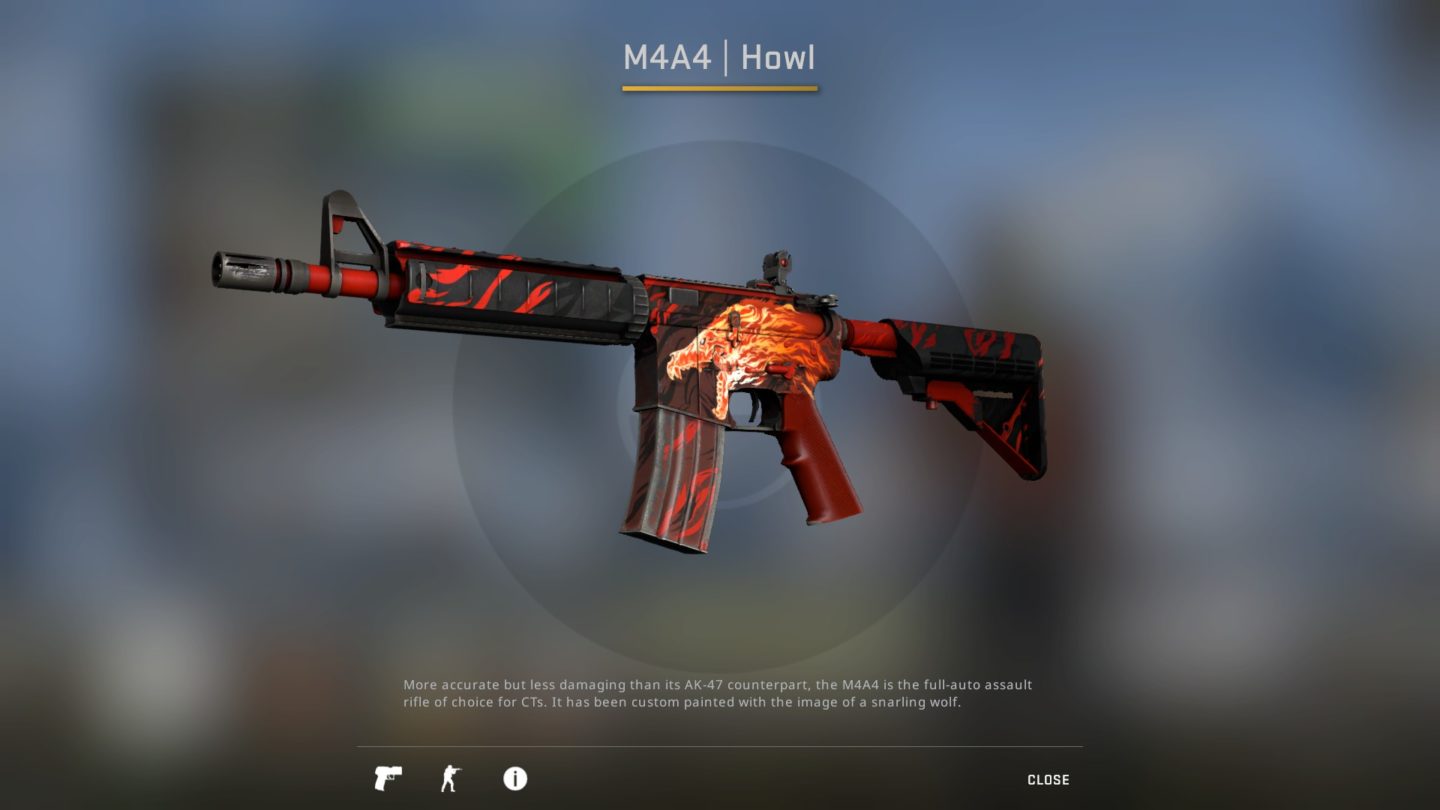 M4A4 | Howl
More accurate but less damaging than its AK-47 counterpart, the M4A4 is the full-auto assault
rifle of choice for CTs. It has been custom painted with the image of a snarling wolf.
CLOSE